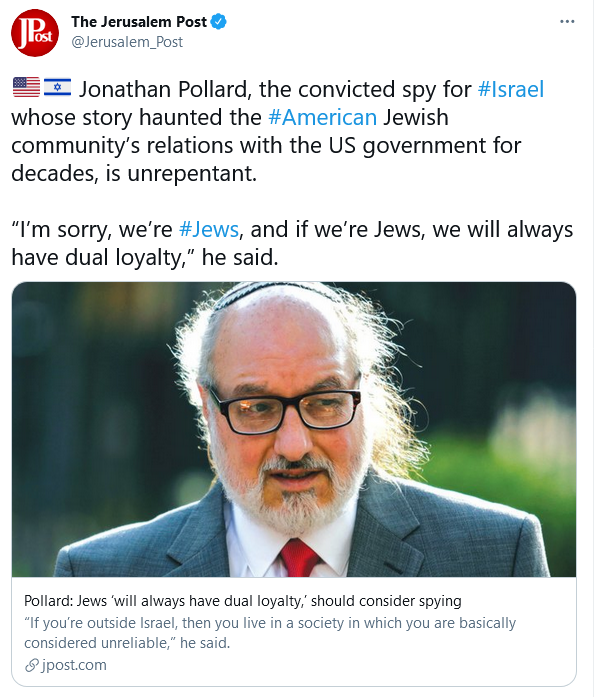 JPost
The Jerusalem Post
@Jerusalem_Post
🇺🇸🇮🇱 Jonathan Pollard, the convicted spy for #Israel
whose story haunted the #American Jewish
community’s relations with the US government for
decades, is unrepentant.
“I’m sorry, we’re #Jews, and if we’re Jews, we will always
have dual loyalty,” he said.
Pollard: Jews ‘will always have dual loyalty,’ should consider spying
“If you’re outside Israel, then you live in a society in which you are basically
considered unreliable,” he said.
jpost.com